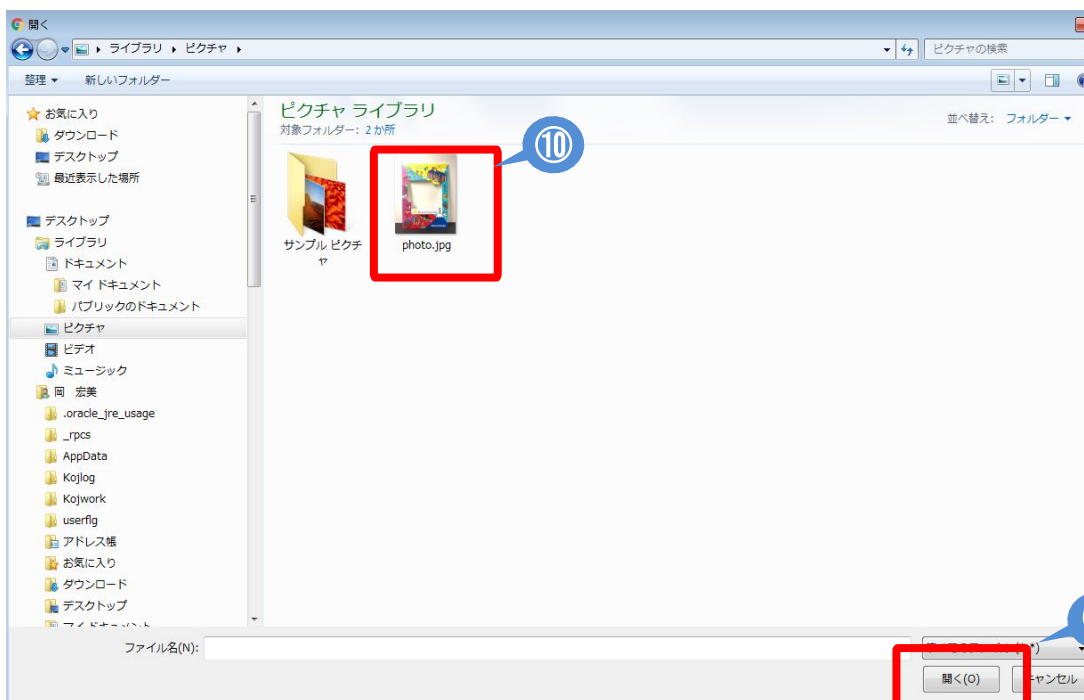 開く
ライブラリ ピクチャ
ピクチャの検索
整理 新しいフォルダー
お気に入り
ダウンロード
デスクトップ
最近表示した場所
デスクトップ
ライブラリ
ドキュメント
マイ ドキュメント
パブリックのドキュメント
ピクチャ
ビデオ
ミュージック
岡 宏美
.oracle_jre_usage
_rpcs
AppData
Kojlog
Kojwork
userflg
アドレス帳
お気に入り
ダウンロード
デスクトップ
ピクチャ ライブラリ
対象フォルダー: 2 か所
並べ替え: フォルダー
⑩
サンプル ピクチ
ャ
photo.jpg
ファイル名(N):
開く(O)
キャンセル